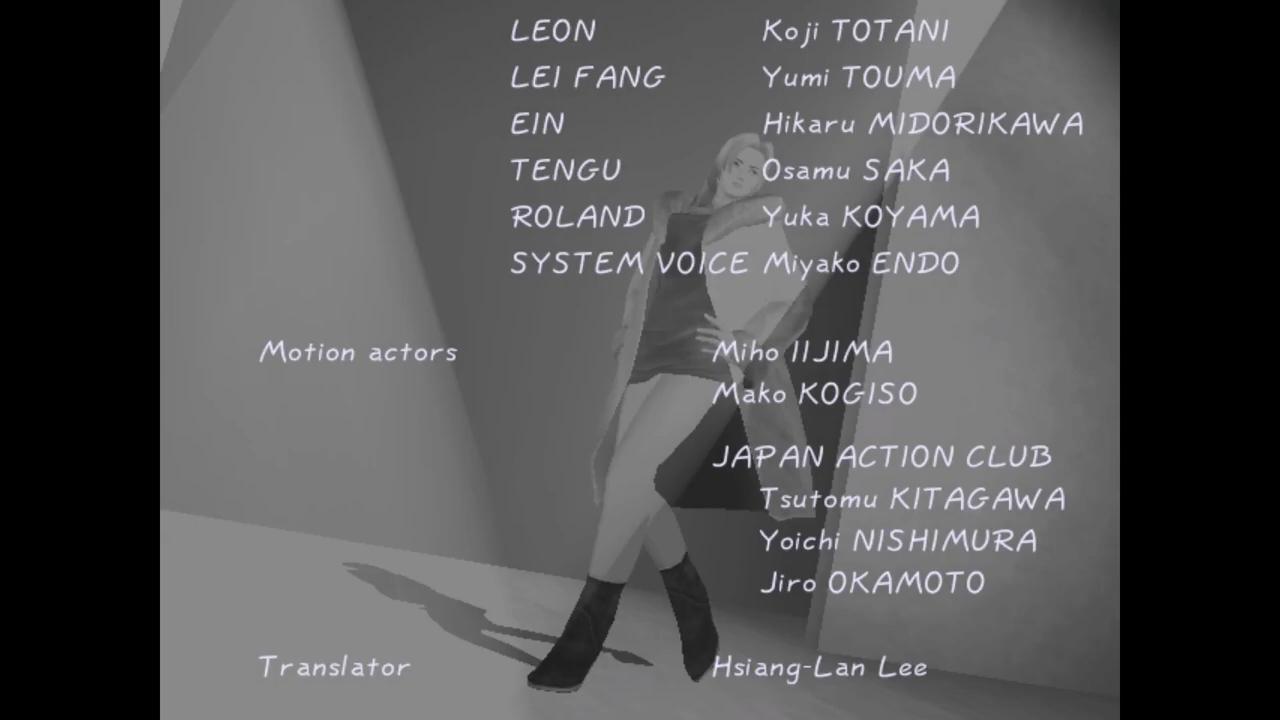 LEON Koji TOTANI
LEI FANG Yumi TOUMA
EIN Hikaru MIDORIKAWA
TENGU Osamu SAKA
ROLAND Yuka KOYAMA
SYSTEM VOICE Miyako ENDO
Motion actors Miho IIJIMA
Mako KOGISO
JAPAN ACTION CLUB
Tsutomu KITAGAWA
Yoichi NISHIMURA
Jiro OKAMOTO
Translator Hsiang-Lan Lee